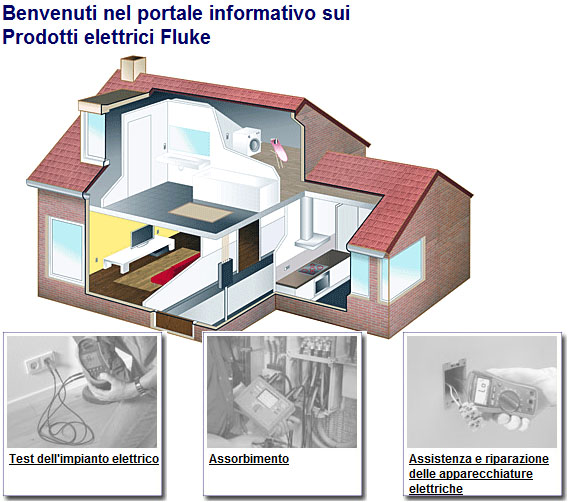 Benvenuti nel portale informativo sui
Prodotti elettrici Fluke
Test dell'impianto elettrico
Assorbimento
Assistenza e riparazione
delle apparecchiature
elettriche